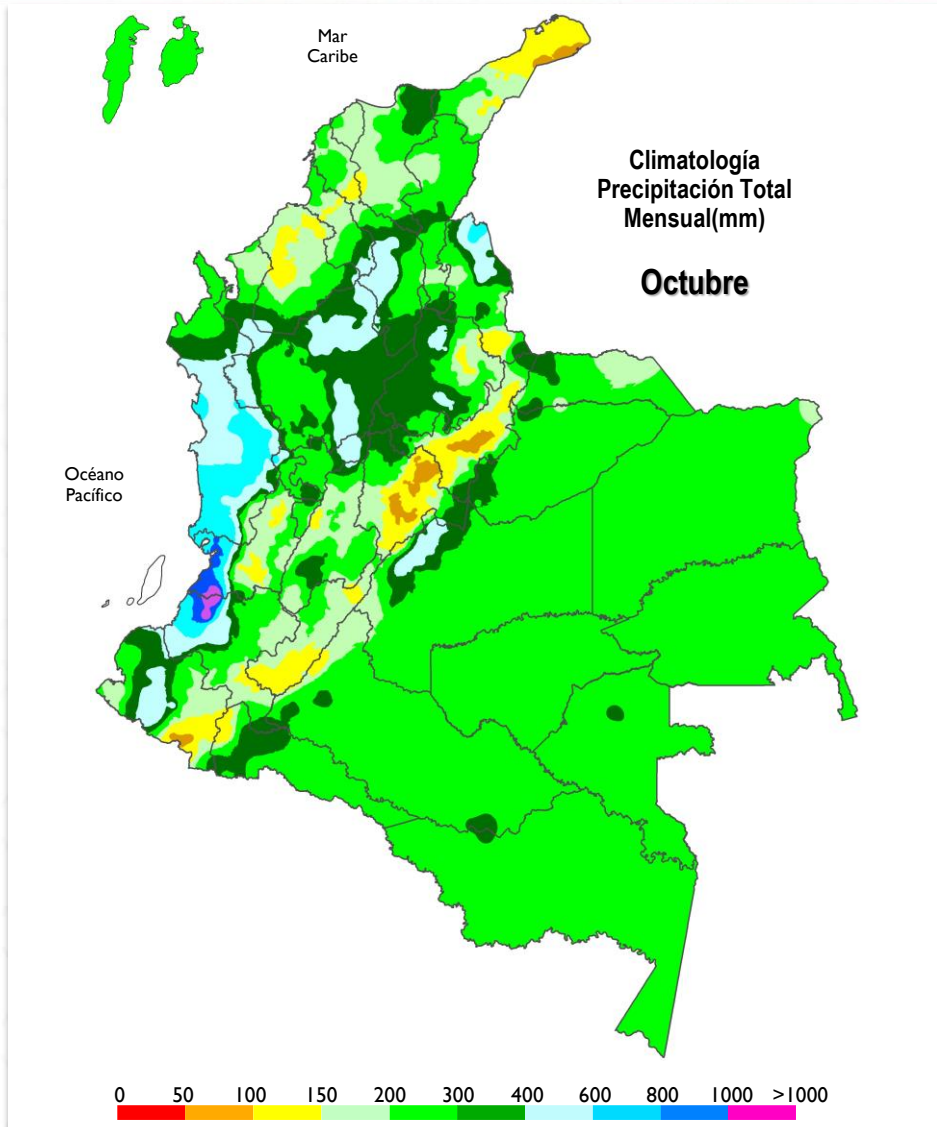 Mar
Caribe
Climatología
Precipitación Total
Mensual(mm)
Octubre
Océano
Pacífico
0 50 100 150 200 300 400 600 800 1000 >1000